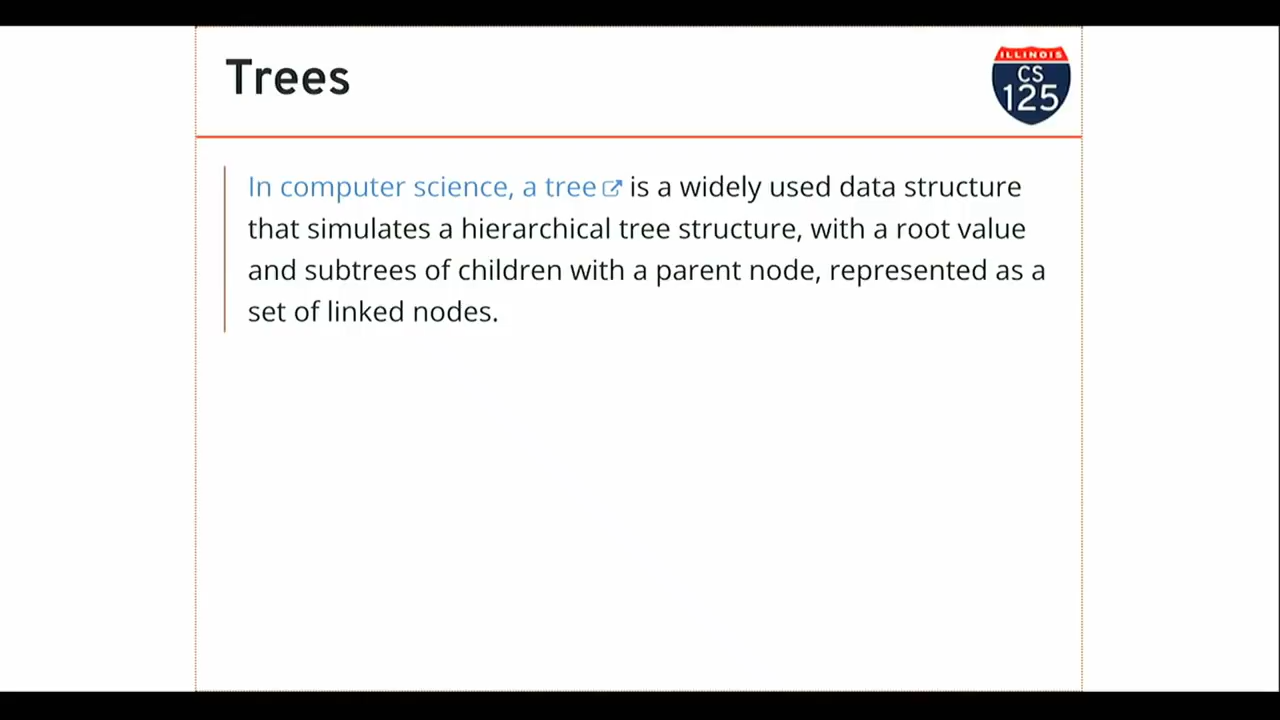 Trees
ILLINOIS
CS
125
In computer science, a tree is a widely used data structure
that simulates a hierarchical tree structure, with a root value
and subtrees of children with a parent node, represented as a
set of linked nodes.